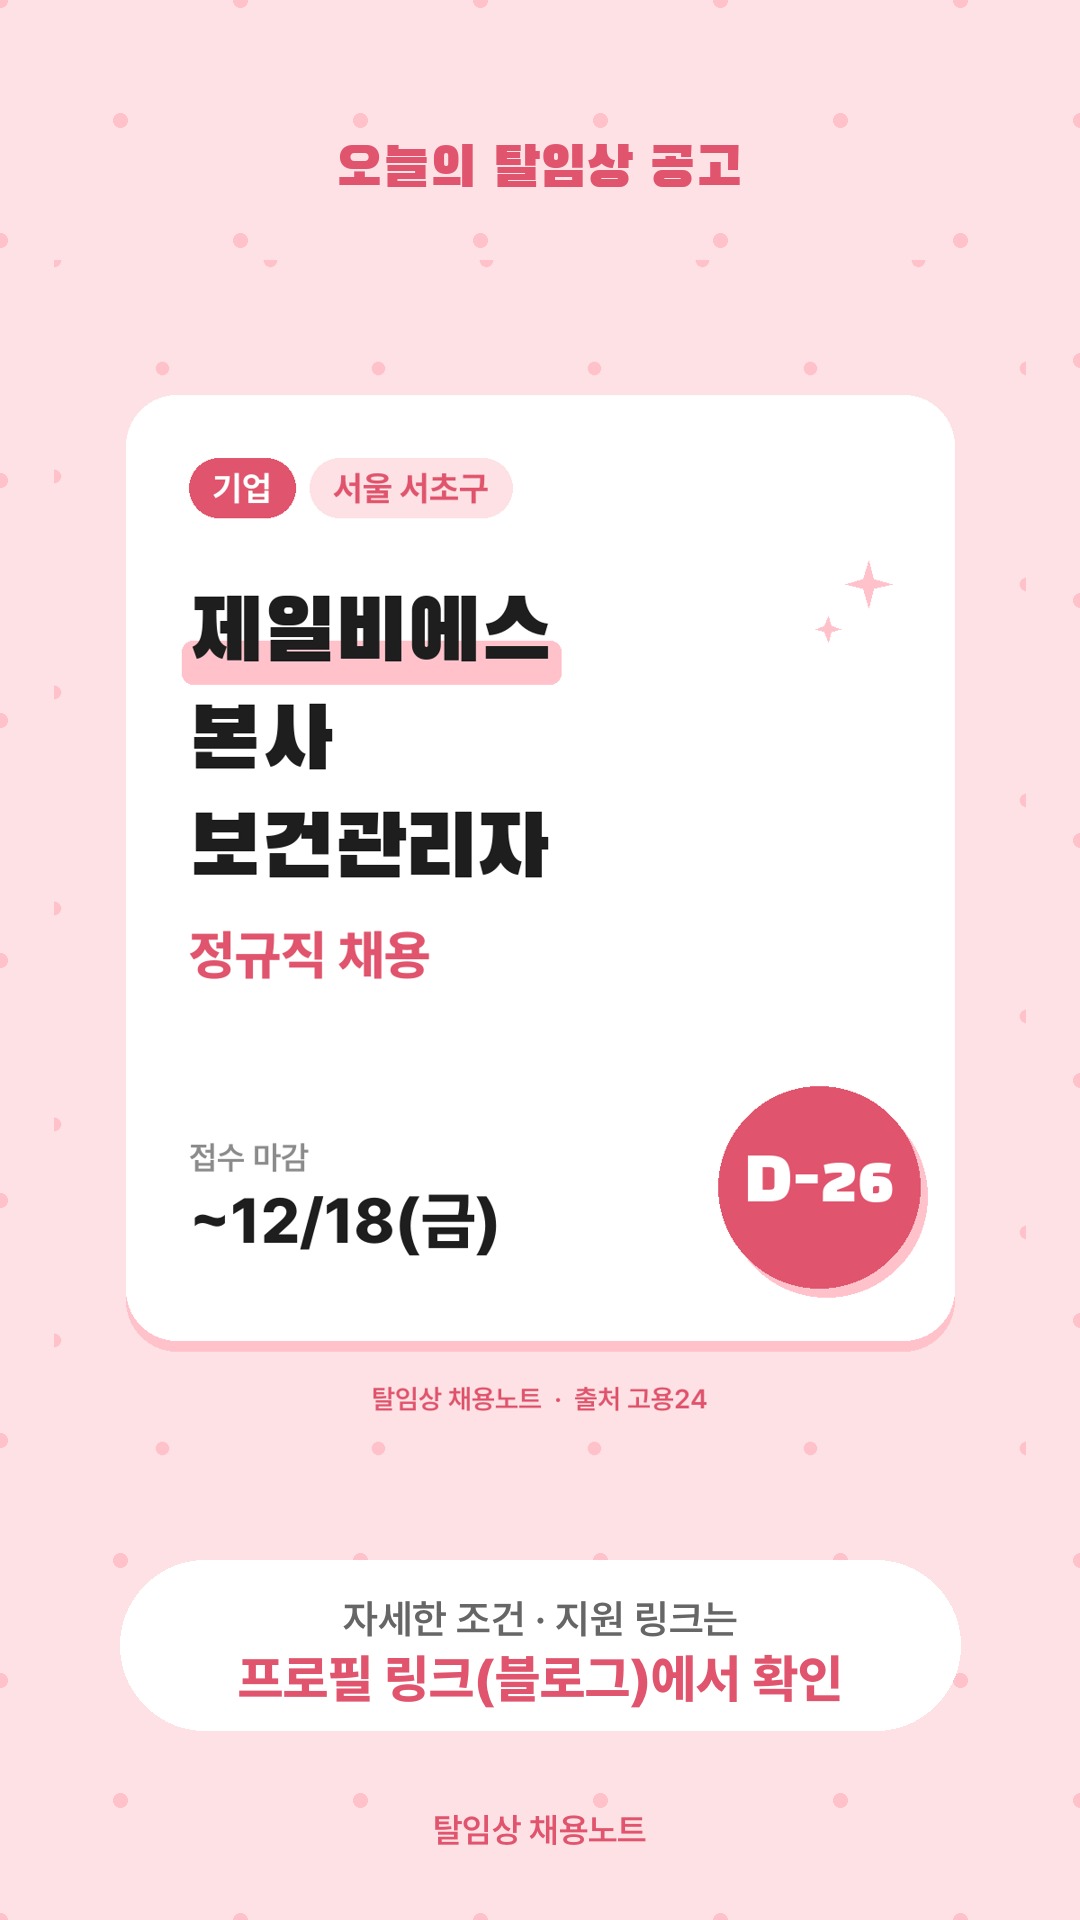 오늘의 탈임상 공고
기업
서울 서초구
제일비에스
본사
보건관리자
정규직 채용
접수 마감
~12/18(금)
D-26
탈임상 채용노트 · 출처 고용24
자세한 조건 · 지원 링크는
프로필 링크(블로그)에서 확인
탈임상 채용노트